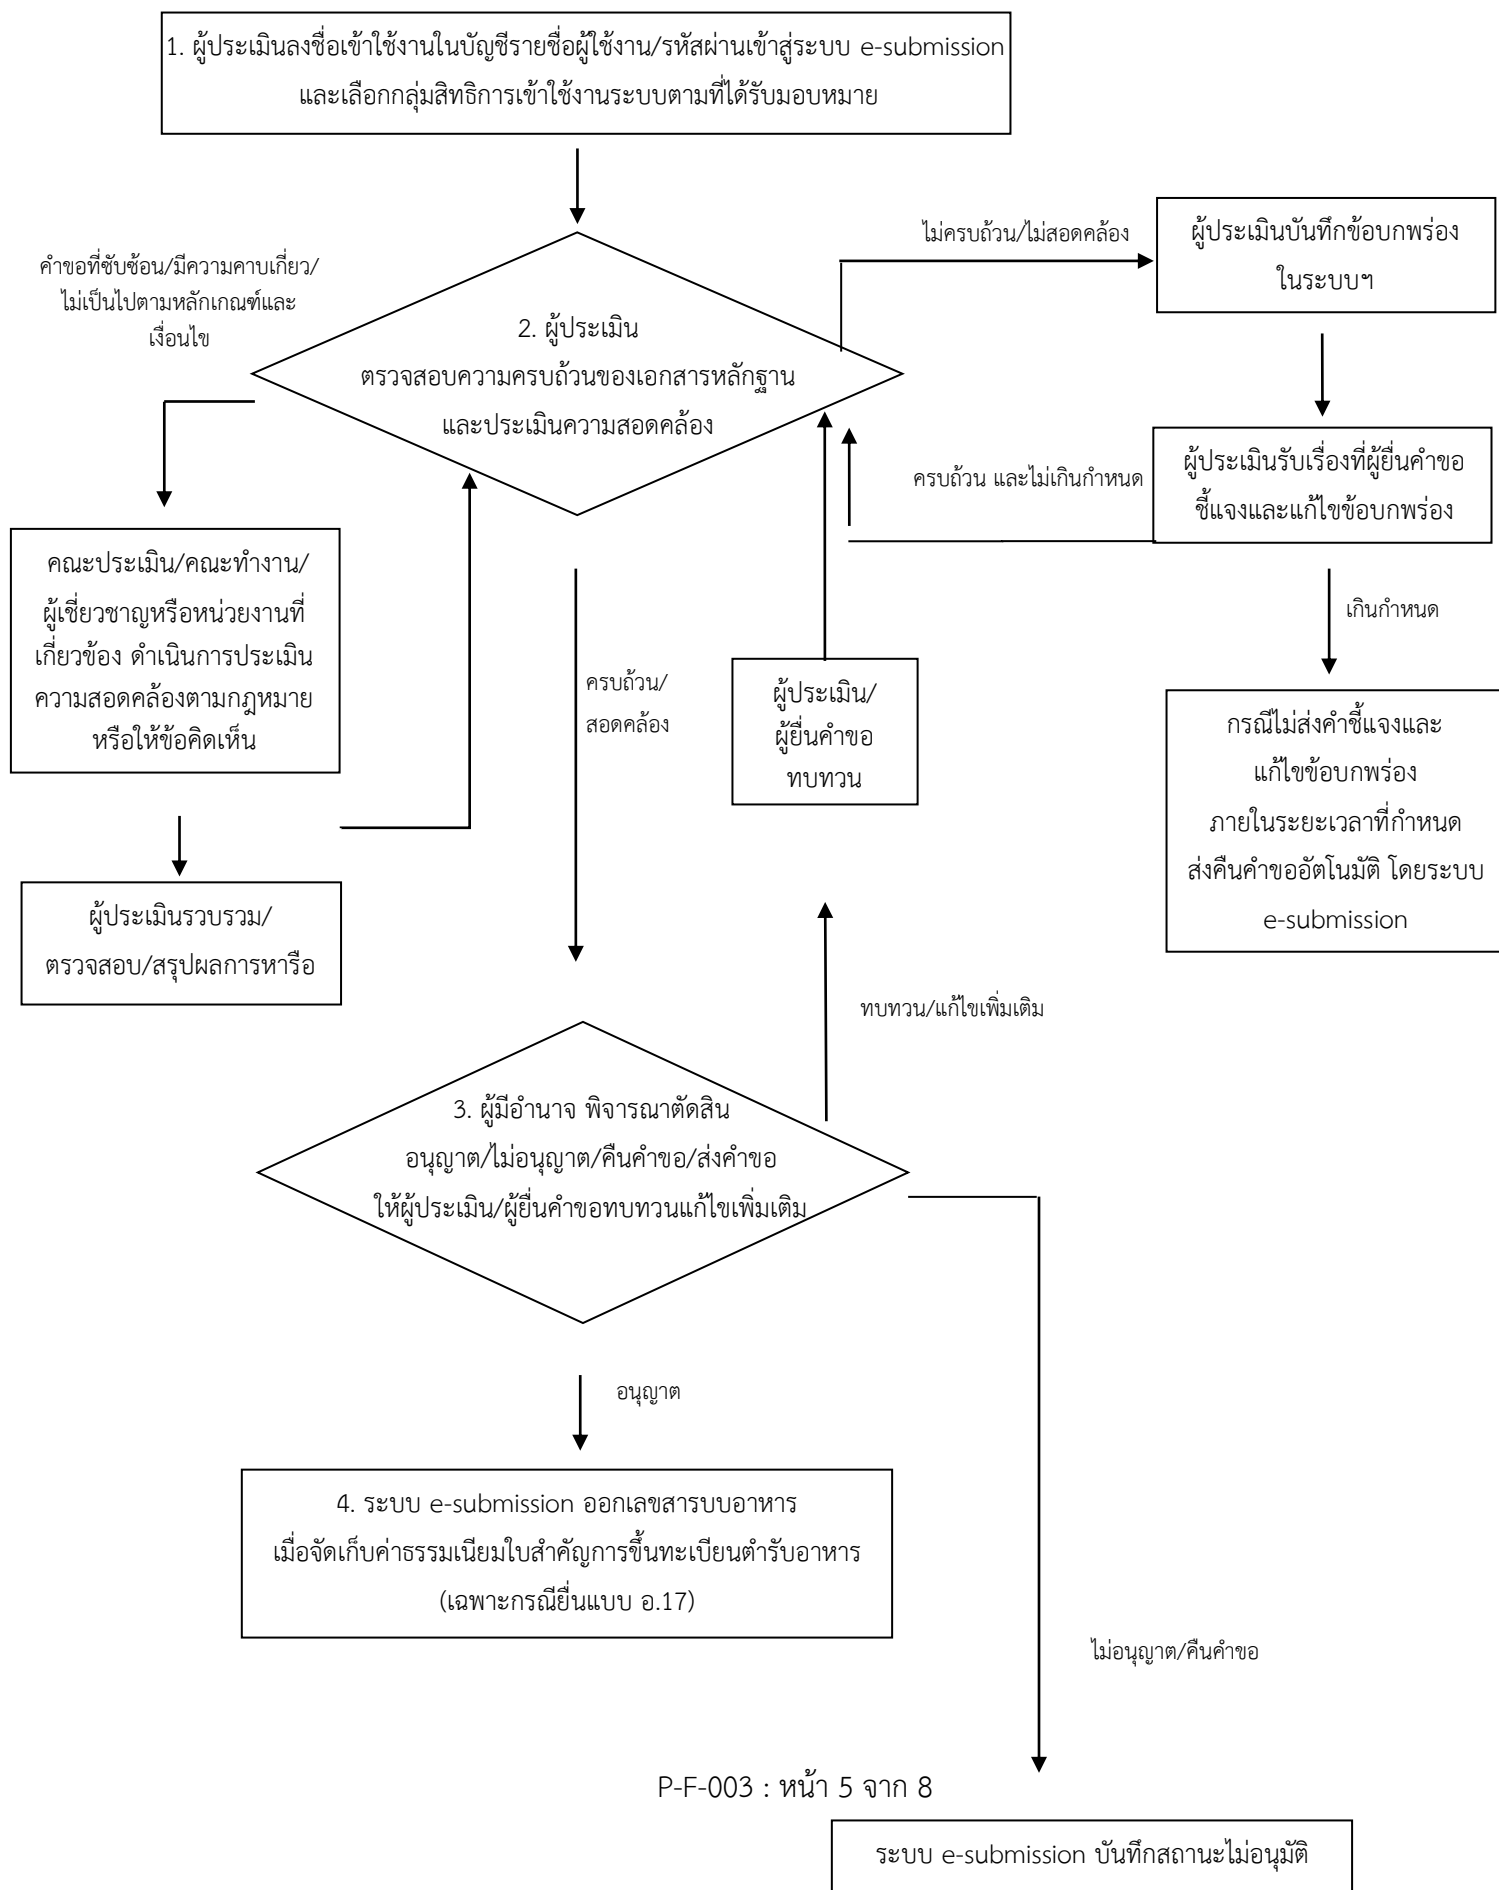 1. ผู้ประเมินลงชื่อเข้าใช้งานในบัญชีรายชื่อผู้ใช้งาน/รหัสผ่านเข้าสู่ระบบ e-submission
และเลือกกลุ่มสิทธิการเข้าใช้งานระบบตามที่ได้รับมอบหมาย
ไม่ครบถ้วน/ไม่สอดคล้อง
ผู้ประเมินบันทึกข้อบกพร่อง
ในระบบฯ
คำขอที่ซับซ้อน/มีความคาบเกี่ยว/
ไม่เป็นไปตามหลักเกณฑ์และ
เงื่อนไข
2. ผู้ประเมิน
ตรวจสอบความครบถ้วนของเอกสารหลักฐาน
และประเมินความสอดคล้อง
ครบถ้วน และไม่เกินกำหนด
ผู้ประเมินรับเรื่องที่ผู้ยื่นคำขอ
ชี้แจงและแก้ไขข้อบกพร่อง
คณะประเมิน/คณะทำงาน/
ผู้เชี่ยวชาญหรือหน่วยงานที่
เกี่ยวข้อง ดำเนินการประเมิน
ความสอดคล้องตามกฎหมาย
หรือให้ข้อคิดเห็น
เกินกำหนด
ครบถ้วน/
สอดคล้อง
ผู้ประเมิน/
ผู้ยื่นคำขอ
ทบทวน
กรณีไม่ส่งคำชี้แจงและ
แก้ไขข้อบกพร่อง
ภายในระยะเวลาที่กำหนด
ส่งคืนคำขออัตโนมัติ โดยระบบ
e-submission
ผู้ประเมินรวบรวม/
ตรวจสอบ/สรุปผลการหารือ
ทบทวน/แก้ไขเพิ่มเติม
3. ผู้มีอำนาจ พิจารณาตัดสิน
อนุญาต/ไม่อนุญาต/คืนคำขอ/ส่งคำขอ
ให้ผู้ประเมิน/ผู้ยื่นคำขอทบทวนแก้ไขเพิ่มเติม
อนุญาต
4. ระบบ e-submission ออกเลขสารบบอาหาร
เมื่อจัดเก็บค่าธรรมเนียมใบสำคัญการขึ้นทะเบียนตำรับอาหาร
(เฉพาะกรณียื่นแบบ อ.17)
ไม่อนุญาต/คืนคำขอ
P-F-003 : หน้า 5 จาก 8
ระบบ e-submission บันทึกสถานะไม่อนุมัติ